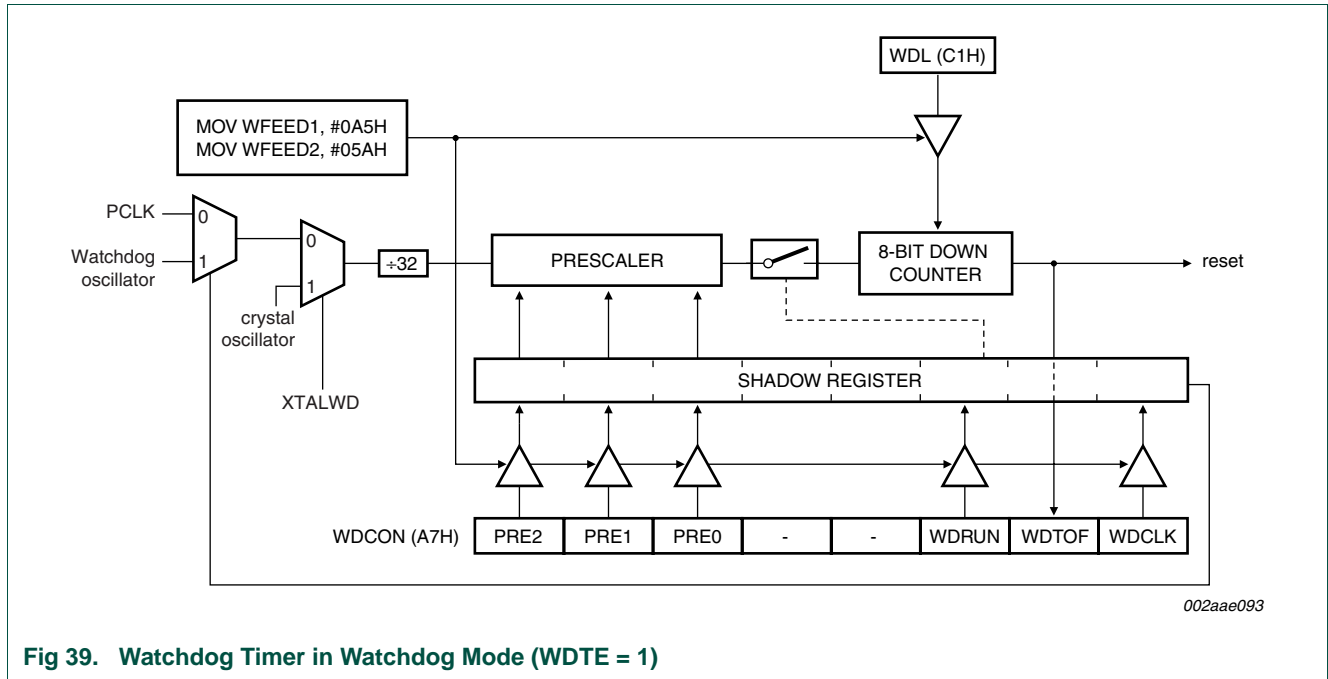 WDL (C1H)
MOV WFEED1, #0A5H
MOV WFEED2, #05AH
PCLK
0
Watchdog
oscillator
1
0
1
crystal
oscillator
XTALWD
÷32
PRESCALER
8-BIT DOWN
COUNTER
reset
SHADOW REGISTER
WDCON (A7H)
PRE2
PRE1
PRE0
-
-
WDRUN
WDTOF
WDCLK
002aae093
Fig 39. Watchdog Timer in Watchdog Mode (WDTE = 1)